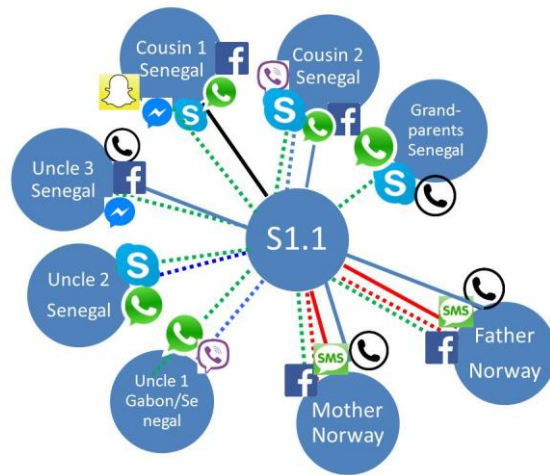 Cousin 1
Senegal
Cousin 2
Senegal
Grand-
parents
Senegal
Uncle 3
Senegal
S1.1
Uncle 2
Senegal
SMS
Father
Norway
Uncle 1
Gabon/Se
negal
SMS
Mother
Norway